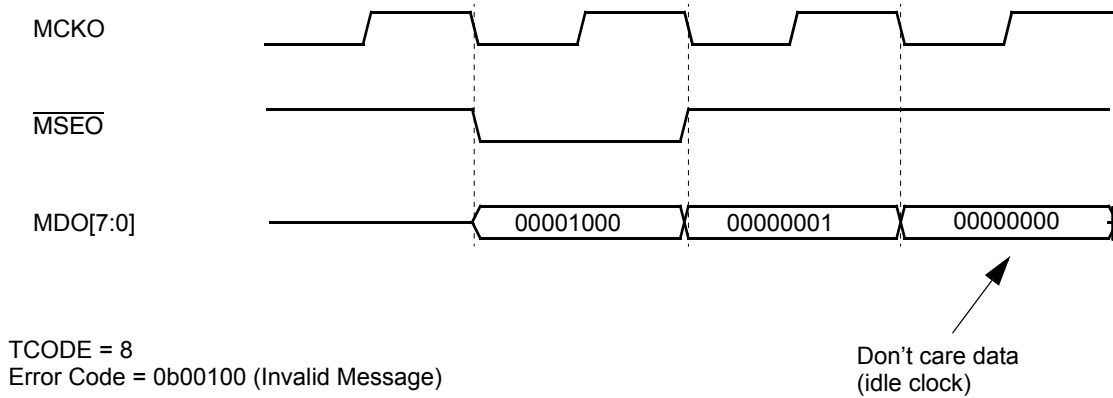 MCKO
MSEO
MDO[7:0]
00001000
00000001
00000000
TCODE = 8
Error Code = 0b00100 (Invalid Message)
Don’t care data
(idle clock)